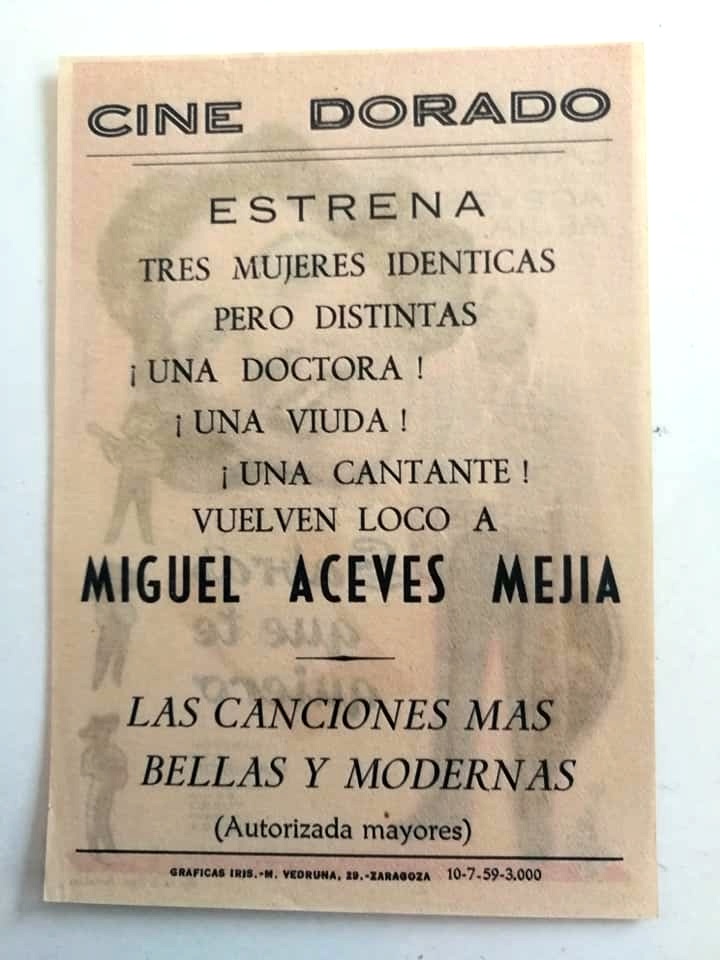 CINE DORADO
ESTRENA
TRES MUJERES IDENTICAS
PERO DISTINTAS
¡UNA DOCTORA!
¡UNA VIUDA!
¡UNA CANTANTE!
VUELVEN LOCO A
MIGUEL ACEVES MEJIA
LAS CANCIONES MAS
BELLAS Y MODERNAS
(Autorizada mayores)
GRAFICAS IRIS.-M. VEDRUNA, 29.-ZARAGOZA 10-7-59-3.000